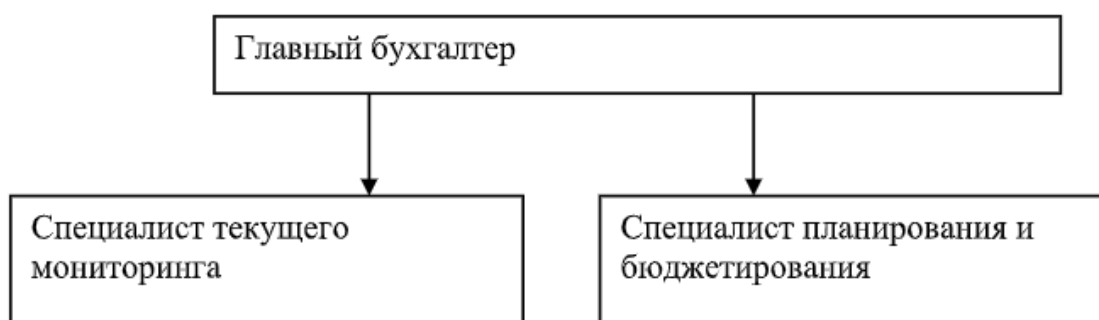 Главный бухгалтер
Специалист текущего
мониторинга
Специалист планирования и
бюджетирования